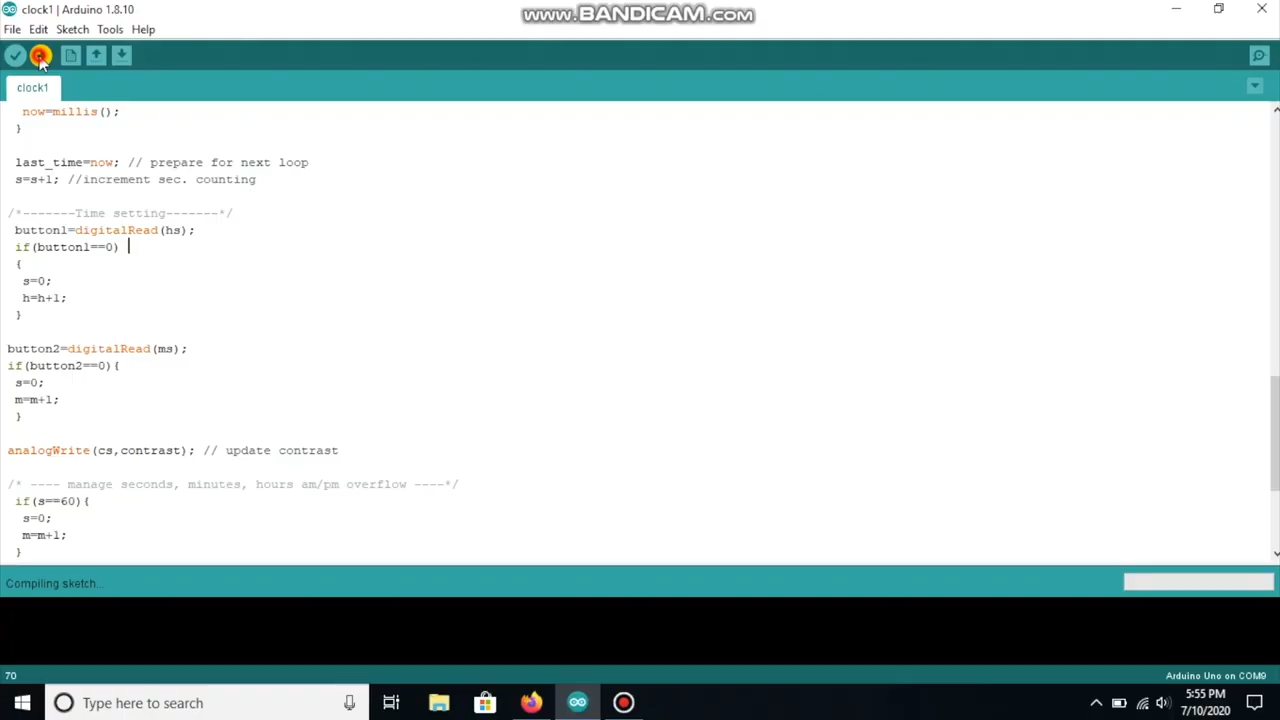 clock1 | Arduino 1.8.10
www.BANDICAM.com
File Edit Sketch Tools Help
clock1
now=millis();
}
last_time=now; // prepare for next loop
s=s+1; //increment sec. counting
/*-------Time setting-------*/
button1=digitalRead(hs);
if(button1==0)
{
s=0;
h=h+1;
}
button2=digitalRead(ms);
if(button2==0){
s=0;
m=m+1;
}
analogWrite(cs,contrast); // update contrast
/* ---- manage seconds, minutes, hours am/pm overflow ----*/
if(s==60){
s=0;
m=m+1;
}
Compiling sketch...
70
Arduino Uno on COM9
Type here to search
5:55 PM
7/10/2020